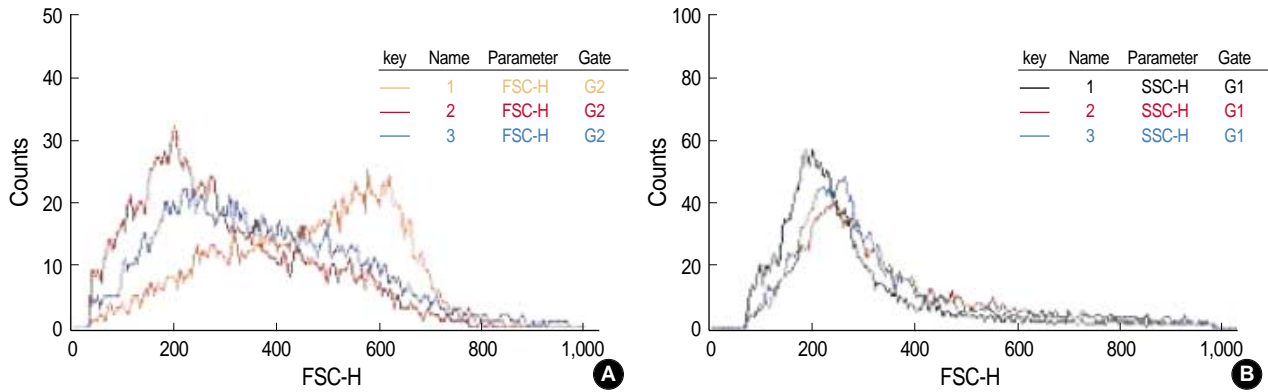 50
40
30
20
10
0
Counts
0 200 400 600 800 1,000
FSC-H
key Name Parameter Gate
1 FSC-H G2
2 FSC-H G2
3 FSC-H G2
A
100
80
60
40
20
0
Counts
0 200 400 600 800 1,000
FSC-H
key Name Parameter Gate
1 SSC-H G1
2 SSC-H G1
3 SSC-H G1
B